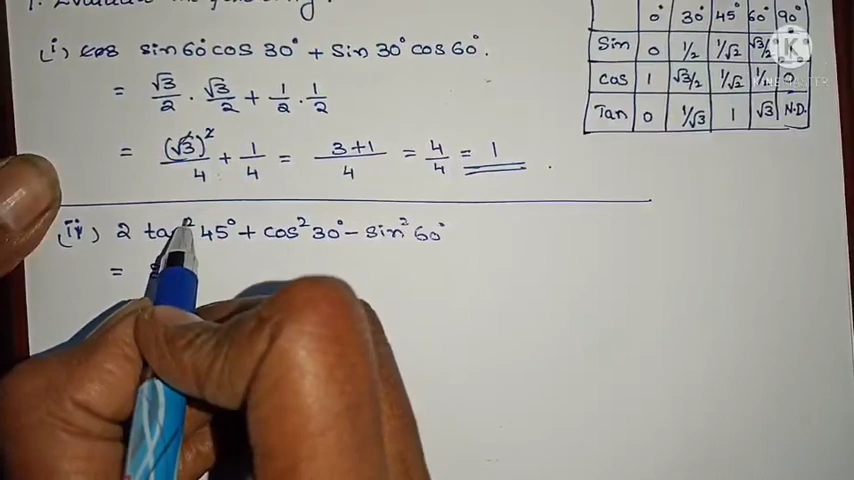 (i) cos sin 60° cos 30° + Sin 30° cos 60°.
= √3/2 . √3/2 + 1/2 . 1/2
= (√3)²/4 + 1/4 = 3+1/4 = 4/4 = 1
(ii) 2 tan² 45° + cos² 30° - sin² 60°
=
0° 30° 45° 60° 90°
Sin 0 1/2 1/√2 √3/2
cos 1 √3/2 1/√2 1/2 0
Tan 0 1/√3 1 √3 N.D.